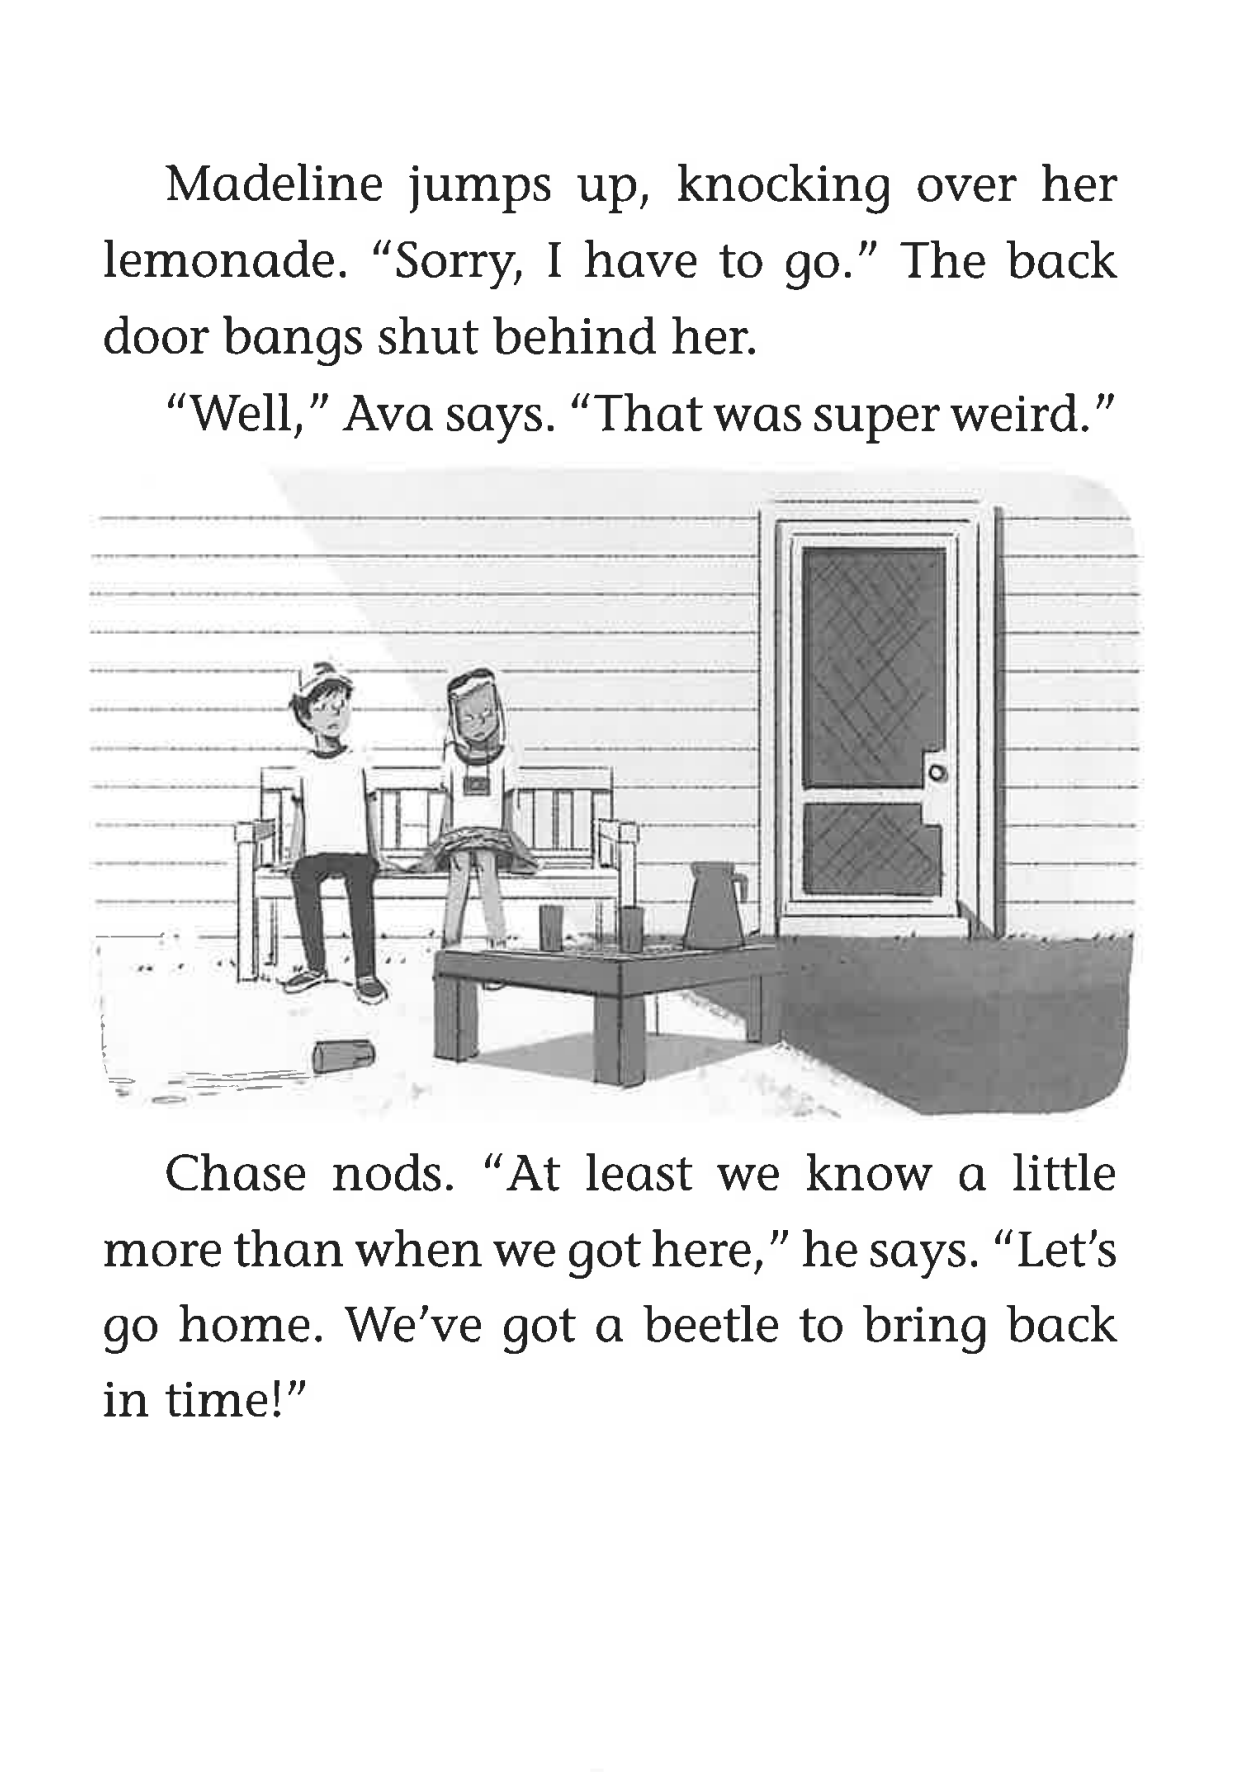 Madeline jumps up, knocking over her
lemonade. “Sorry, I have to go.” The back
door bangs shut behind her.
“Well,” Ava says. “That was super weird.”
Chase nods. “At least we know a little
more than when we got here,” he says. “Let’s
go home. We’ve got a beetle to bring back
in time!”